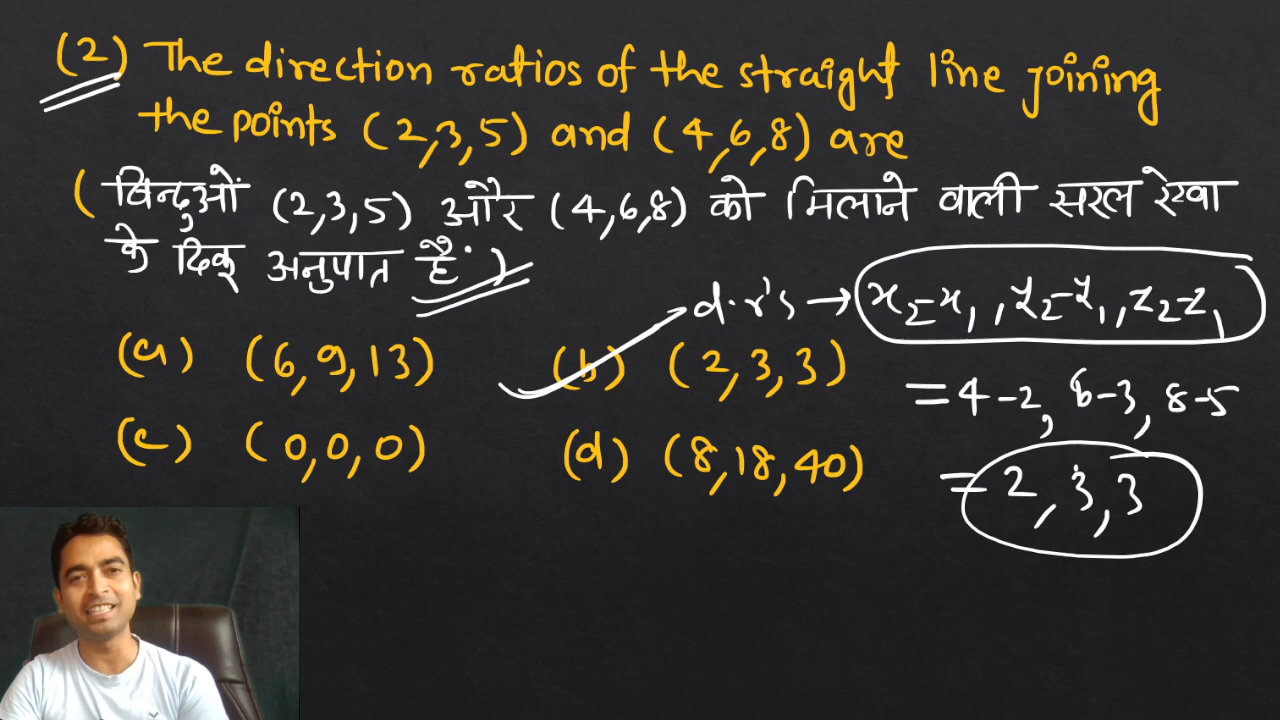 (2) The direction ratios of the straight line joining
the points (2,3,5) and (4,6,8) are
( बिन्दुओं (2,3,5) और (4,6,8) को मिलाने वाली सरल रेखा
के दिक् अनुपात हैं )
d.r's → x₂-x₁, y₂-y₁, z₂-z₁
(a) (6,9,13) (b) (2,3,3)
= 4-2, 6-3, 8-5
(c) (0,0,0) (d) (8,18,40)
= 2, 3, 3